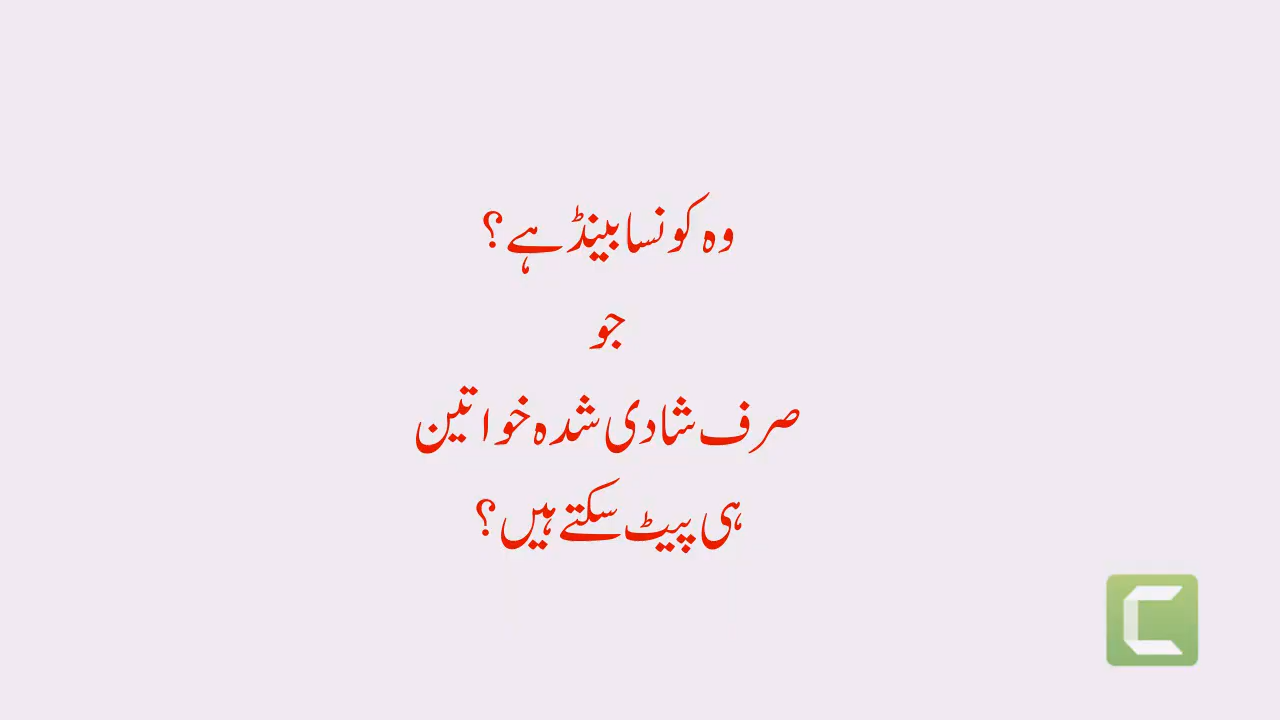 وہ کونسا بینڈ ہے ؟
جو
صرف شادی شدہ خواتین
ہی پیٹ سکتے ہیں ؟